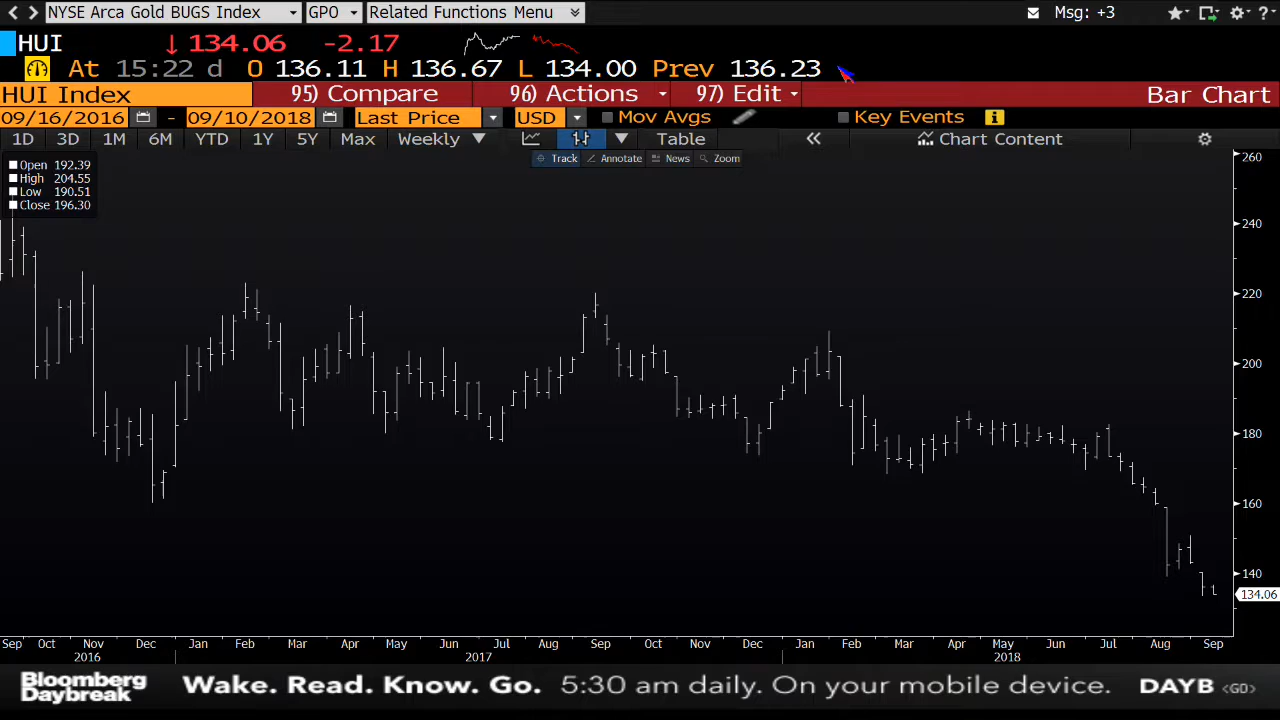 NYSE Arca Gold BUGS Index GPO Related Functions Menu Msg: +3 ?
HUI ↓ 134.06 -2.17
At 15:22 d O 136.11 H 136.67 L 134.00 Prev 136.23
HUI Index 95) Compare 96) Actions 97) Edit Bar Chart
09/16/2016 - 09/10/2018 Last Price USD Mov Avgs Key Events i
1D 3D 1M 6M YTD 1Y 5Y Max Weekly Table « Chart Content
Track Annotate News Zoom
Open 192.39
High 204.55
Low 190.51
Close 196.30
260
240
220
200
180
160
140
134.06
Sep Oct Nov Dec Jan Feb Mar Apr May Jun Jul Aug Sep Oct Nov Dec Jan Feb Mar Apr May Jun Jul Aug Sep
2016 2017 2018
Bloomberg
Daybreak
Wake. Read. Know. Go. 5:30 am daily. On your mobile device. DAYB <GO>